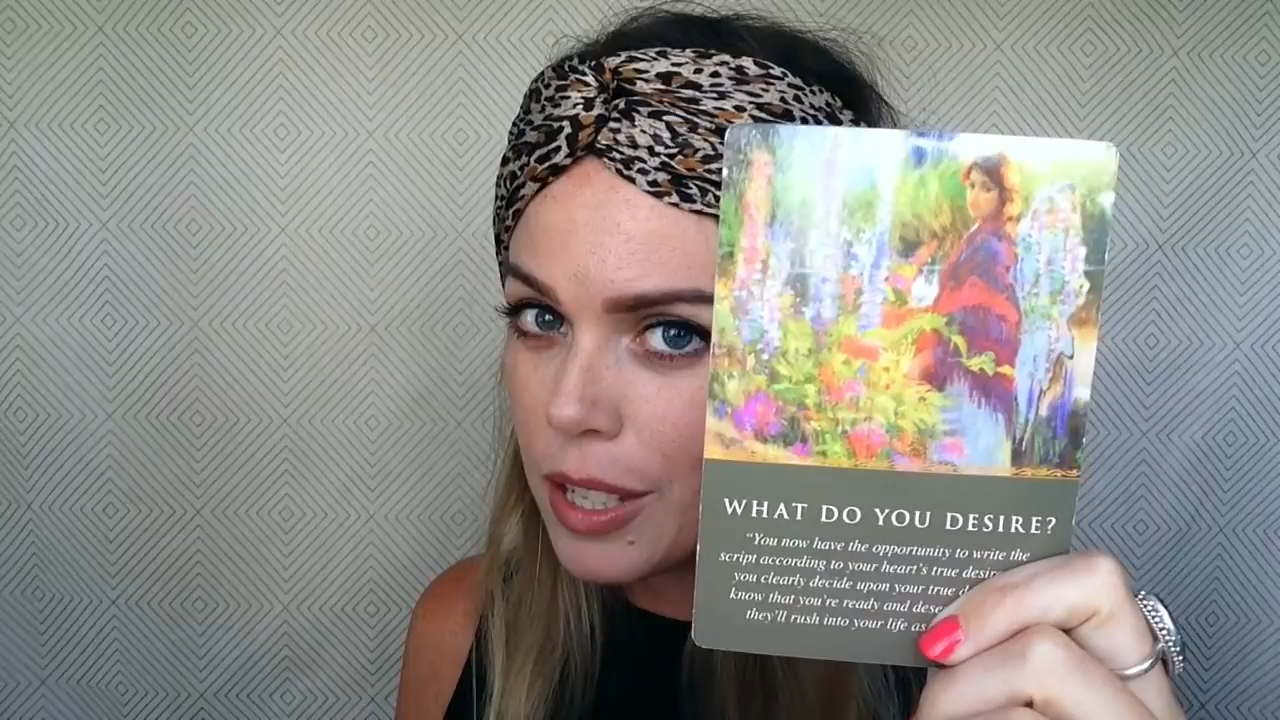 WHAT DO YOU DESIRE?
"You now have the opportunity to write the
script according to your heart's true
you clearly decide upon your true
know that you're ready and
they'll rush into your life as